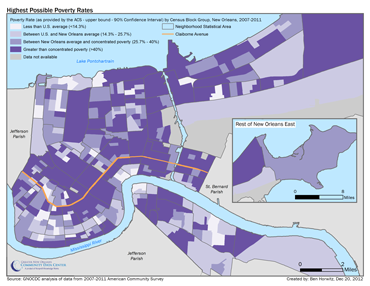 Highest Possible Poverty Rates
Poverty Rate (as provided by the ACS - upper bound - 90% Confidence Interval) by Census Block Group, New Orleans, 2007-2011
Less than U.S. average (<14.3%)
Neighborhood Statistical Area
Between U.S. and New Orleans average (14.3% - 25.7%)
Claiborne Avenue
Between New Orleans average and concentrated poverty (25.7% - 40%)
Greater than concentrated poverty (>40%)
Data not available
Lake Pontchartrain
Jefferson
Parish
Rest of New Orleans East
0 6
Miles
St. Bernard
Parish
Mississippi River
Jefferson
Parish
Community Data Center
0 2
Miles
Source: GNOCDC analysis of data from 2007-2011 American Community Survey
Created by: Ben Horwitz, Dec 20, 2012